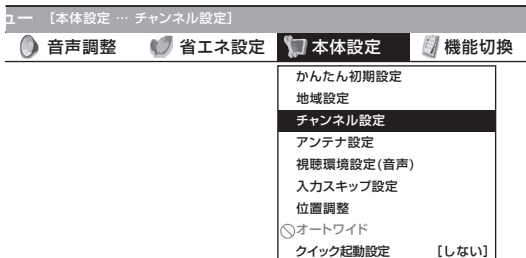 ュー [本体設定 … チャンネル設定]
音声調整 省エネ設定 本体設定 機能切換
かんたん初期設定
地域設定
チャンネル設定
アンテナ設定
視聴環境設定(音声)
入力スキップ設定
位置調整
オートワイド
クイック起動設定 [しない]